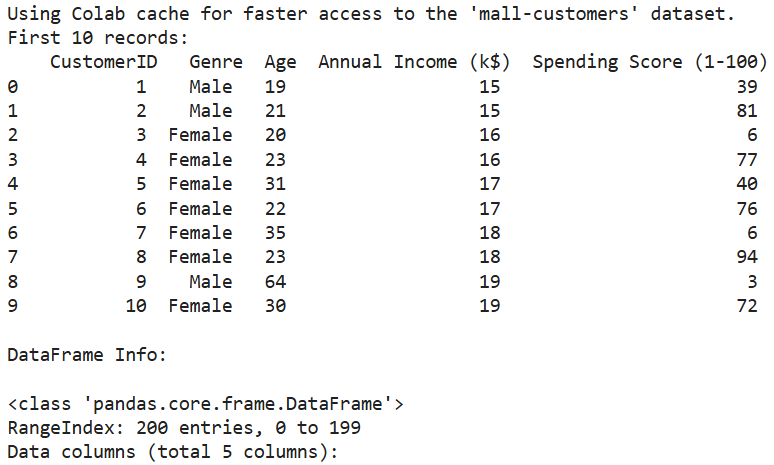 Using Colab cache for faster access to the 'mall-customers' dataset.
First 10 records:
   CustomerID   Genre  Age  Annual Income (k$)  Spending Score (1-100)
0           1    Male   19                  15                      39
1           2    Male   21                  15                      81
2           3  Female   20                  16                       6
3           4  Female   23                  16                      77
4           5  Female   31                  17                      40
5           6  Female   22                  17                      76
6           7  Female   35                  18                       6
7           8  Female   23                  18                      94
8           9    Male   64                  19                       3
9          10  Female   30                  19                      72
DataFrame Info:
<class 'pandas.core.frame.DataFrame'>
RangeIndex: 200 entries, 0 to 199
Data columns (total 5 columns):